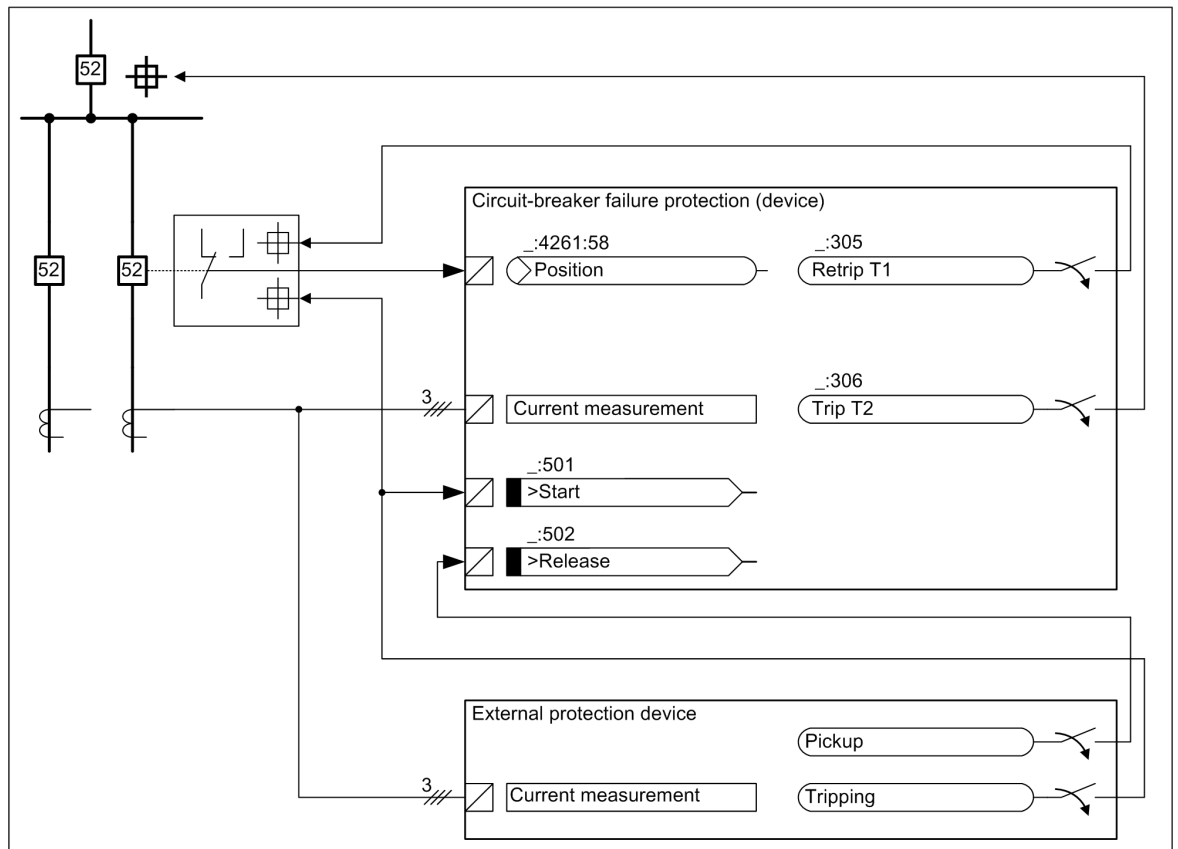 52
Circuit-breaker failure protection (device)
_:4261:58
_:305
52
52
Position
Retrip T1
_:306
3
Current measurement
Trip T2
_:501
>Start
_:502
>Release
External protection device
Pickup
3
Current measurement
Tripping